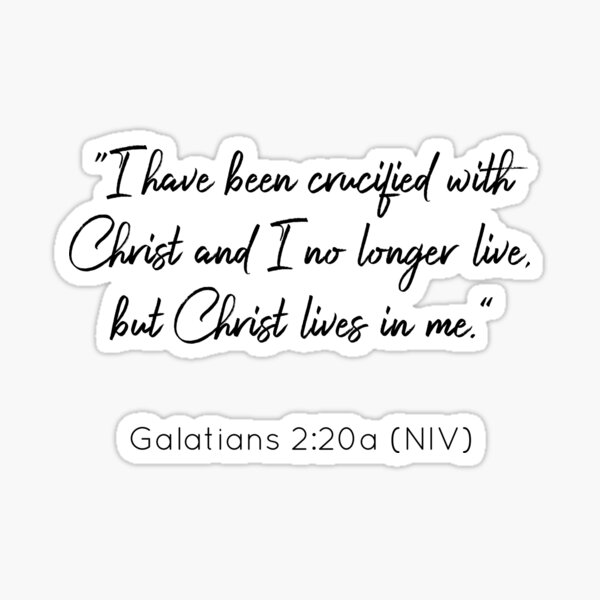 "I have been crucified with
Christ and I no longer live,
but Christ lives in me."
Galatians 2:20a (NIV)